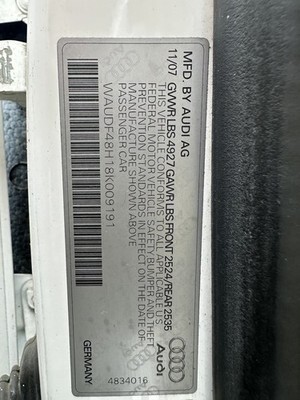 MFD. BY AUDI AG
11/07 GVWR LBS 4927 GAWR LBS FRONT 2524/REAR 2535
THIS VEHICLE CONFORMS TO ALL APPLICABLE U.S.
FEDERAL MOTOR VEHICLE SAFETY BUMPER AND THEFT
PREVENTION STANDARDS IN EFFECT ON THE DATE OF
MANUFACTURE SHOWN ABOVE
PASSENGER CAR
WAUDF48H18K009191
Audi
4834016
GERMANY